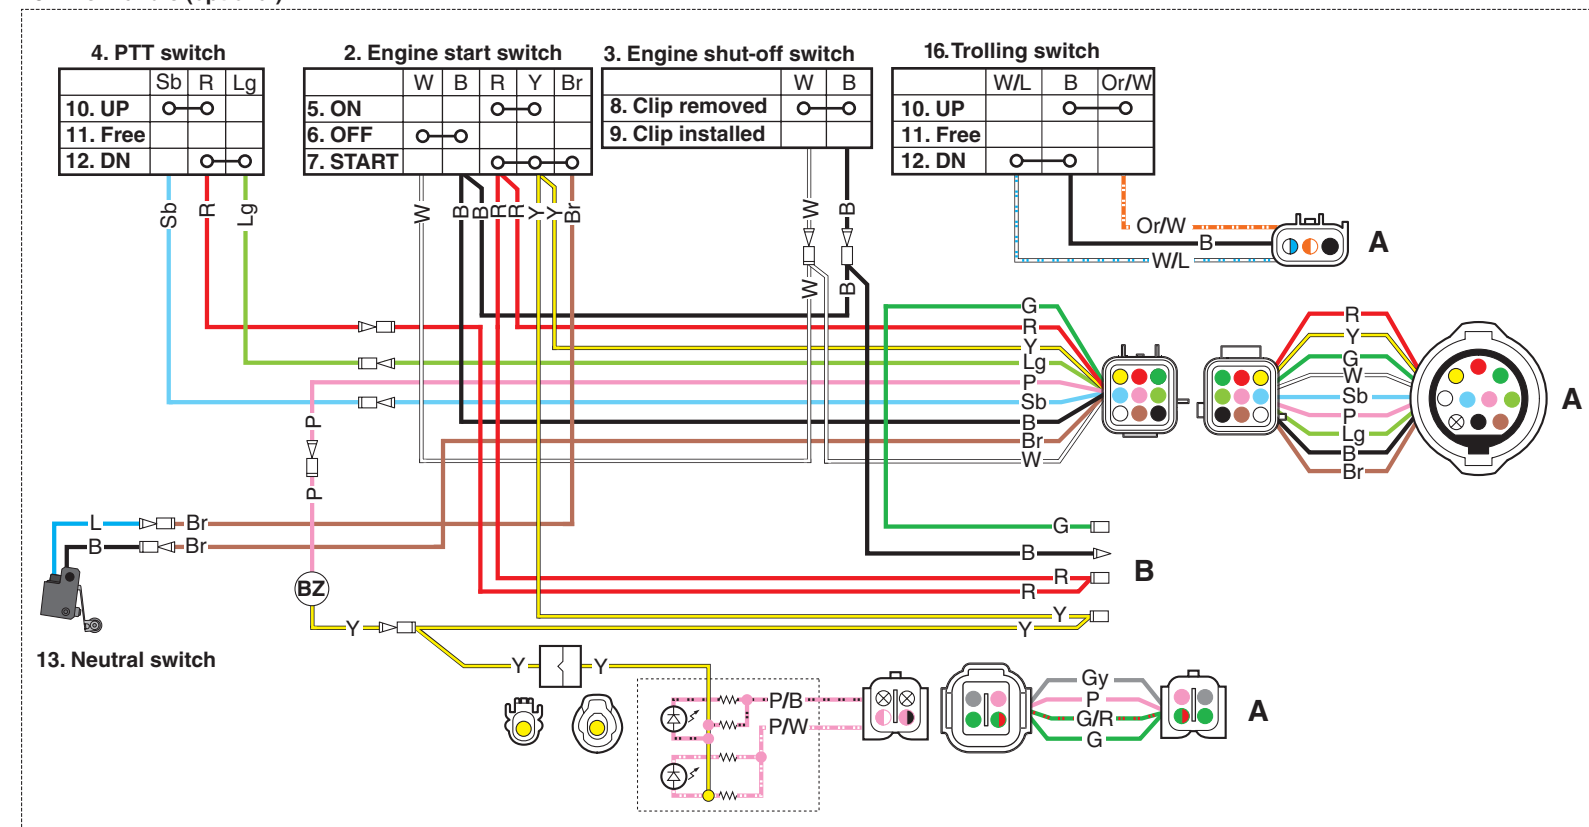 4. PTT switch
Sb R Lg
10. UP
11. Free
12. DN
2. Engine start switch
W B R Y Br
5. ON
6. OFF
7. START
3. Engine shut-off switch
W B
8. Clip removed
9. Clip installed
16. Trolling switch
W/L B Or/W
10. UP
11. Free
12. DN
Sb R Lg
W B B R R Y Y Br
W B
W B
Or/W
B
W/L
A
G
R
Y
Lg
P
Sb
B
Br
W
R
Y
G
W
Sb
P
Lg
B
Br
A
P
P
L Br
B Br
G
B
R
R
B
BZ
Y
Y
Y
13. Neutral switch
Y Y
P/B
P/W
Gy
P
G/R
G
A